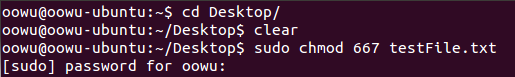 oowu@oowu-ubuntu:~$ cd Desktop/
oowu@oowu-ubuntu:~/Desktop$ clear
oowu@oowu-ubuntu:~/Desktop$ sudo chmod 667 testFile.txt
[sudo] password for oowu: